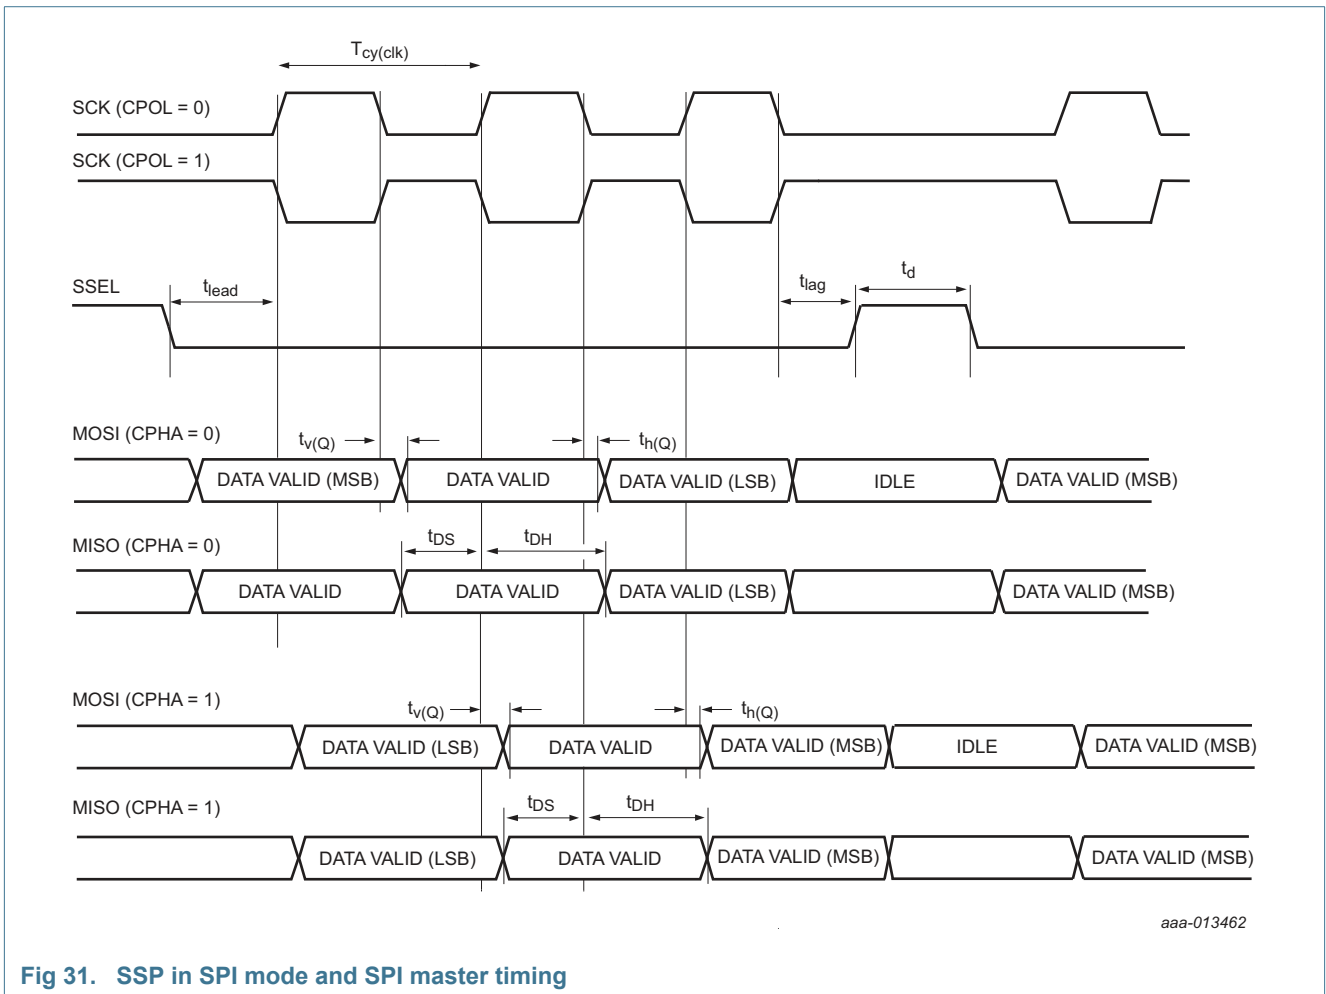 Tcy(clk)
SCK (CPOL = 0)
SCK (CPOL = 1)
SSEL
tlead
tlag
td
MOSI (CPHA = 0)
tv(Q)
th(Q)
DATA VALID (MSB) DATA VALID DATA VALID (LSB) IDLE DATA VALID (MSB)
MISO (CPHA = 0)
tDS
tDH
DATA VALID DATA VALID DATA VALID (LSB) DATA VALID (MSB)
MOSI (CPHA = 1)
tv(Q)
th(Q)
DATA VALID (LSB) DATA VALID DATA VALID (MSB) IDLE DATA VALID (MSB)
MISO (CPHA = 1)
tDS
tDH
DATA VALID (LSB) DATA VALID DATA VALID (MSB) DATA VALID (MSB)
aaa-013462
Fig 31. SSP in SPI mode and SPI master timing